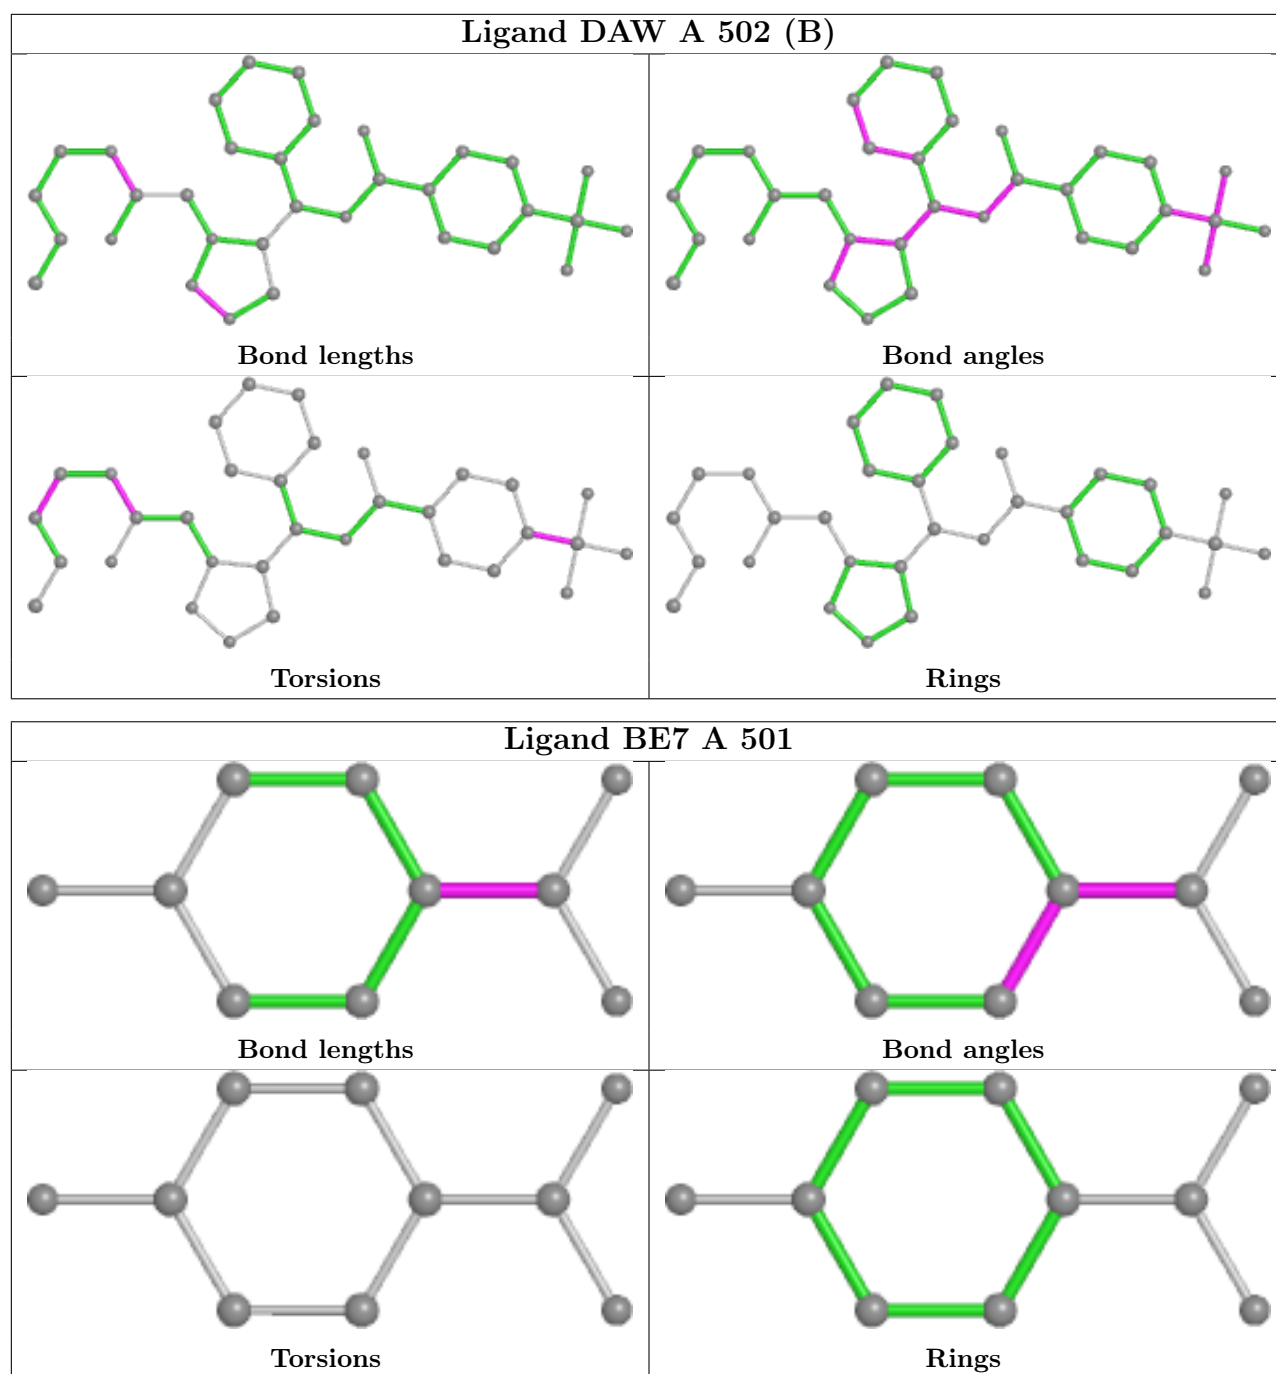 Ligand DAW A 502 (B)
Bond lengths
Bond angles
Torsions
Rings
Ligand BE7 A 501
Bond lengths
Bond angles
Torsions
Rings